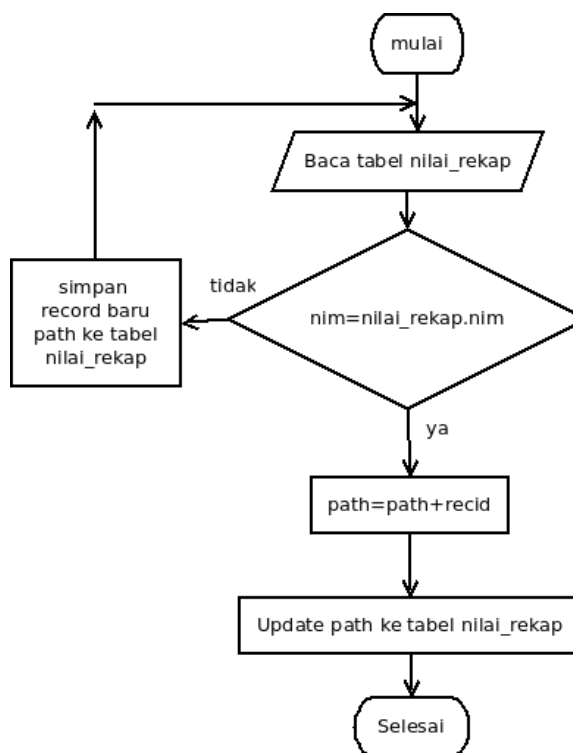 mulai
Baca tabel nilai_rekap
nim=nilai_rekap.nim
tidak
simpan
record baru
path ke tabel
nilai_rekap
ya
path=path+recid
Update path ke tabel nilai_rekap
Selesai